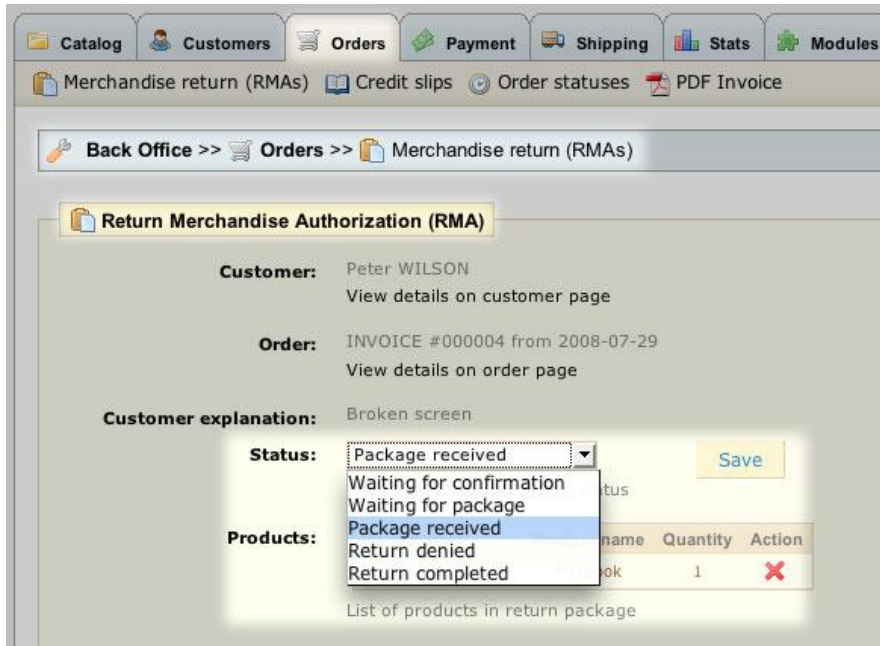 Catalog Customers Orders Payment Shipping Stats Modules
Merchandise return (RMAs) Credit slips Order statuses PDF Invoice
Back Office >> Orders >> Merchandise return (RMAs)
Return Merchandise Authorization (RMA)
Customer: Peter WILSON
View details on customer page
Order: INVOICE #000004 from 2008-07-29
View details on order page
Customer explanation: Broken screen
Status: Package received Save
Waiting for confirmation
Waiting for package
Package received
Return denied
Return completed
Products: name Quantity Action
1
List of products in return package